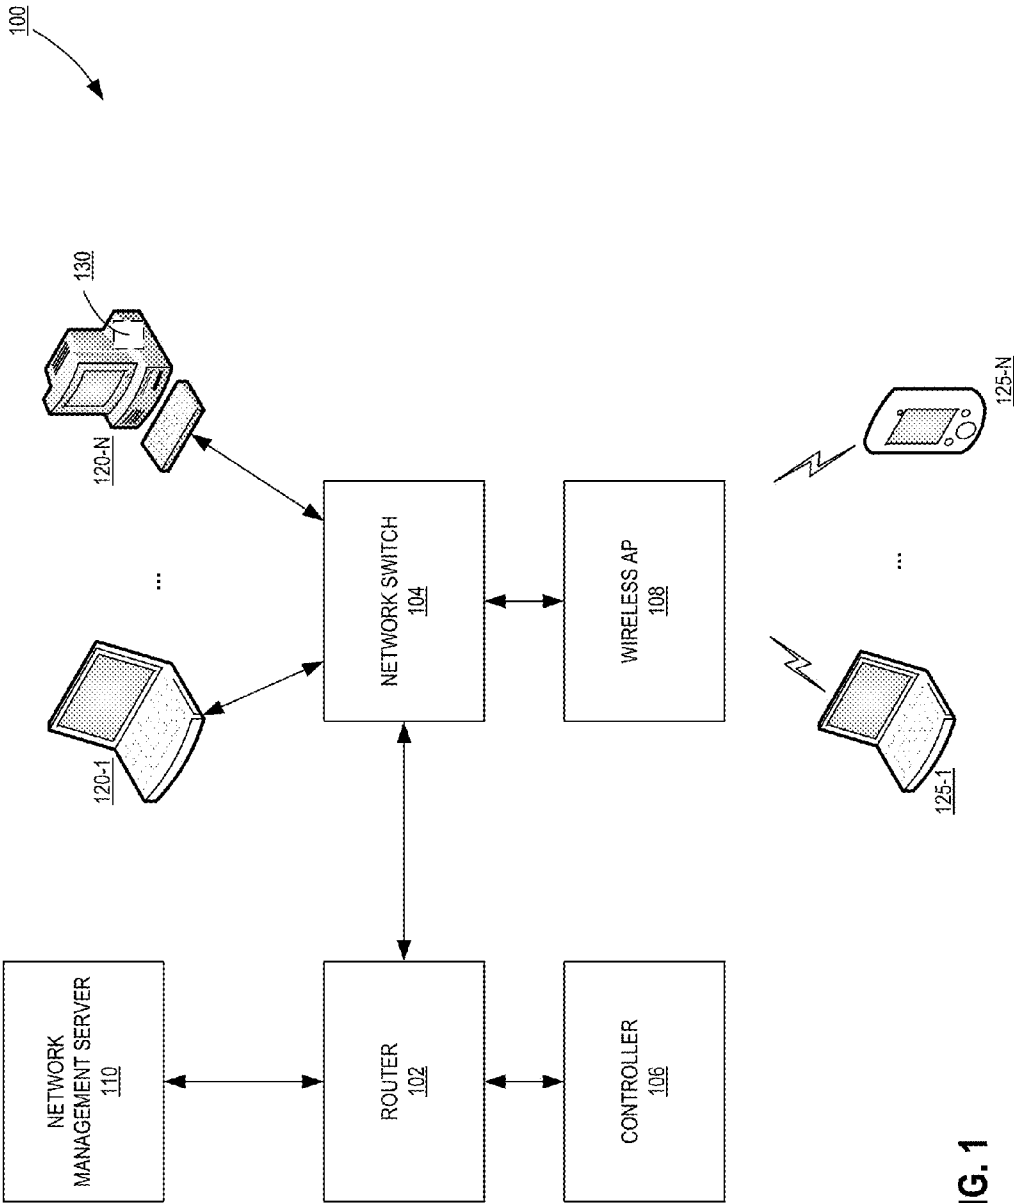 100
130
120-1
...
120-N
NETWORK
MANAGEMENT SERVER
110
ROUTER
102
NETWORK SWITCH
104
CONTROLLER
106
WIRELESS AP
108
125-1
...
125-N
IG. 1